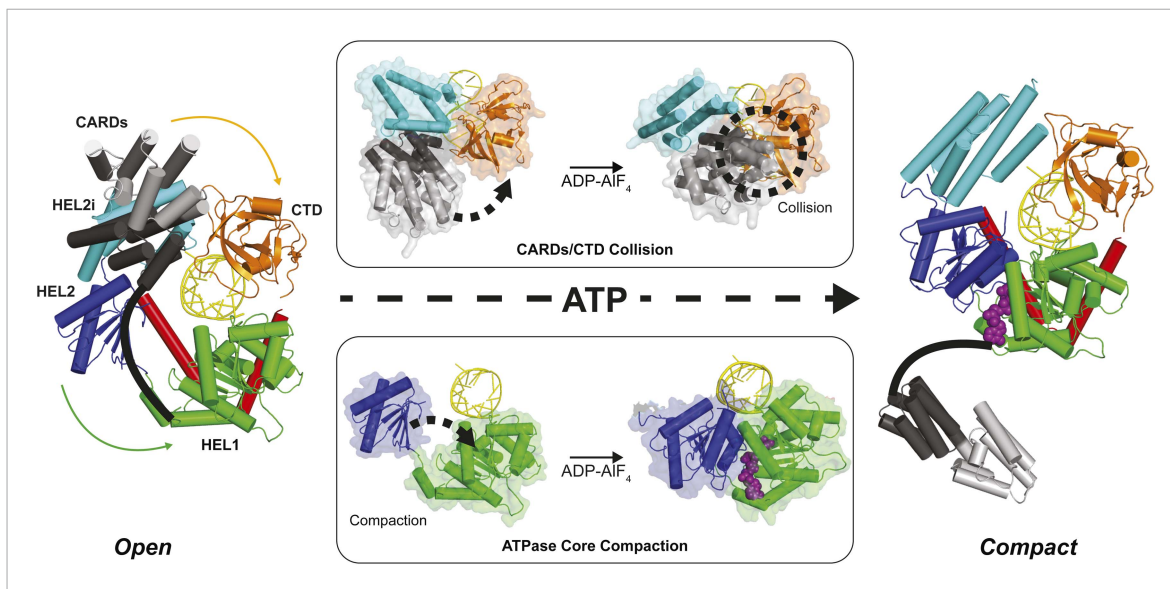 CARDs
HEL2i
CTD
HEL2
HEL1
Open
ADP-AlF4
Collision
CARDs/CTD Collision
ATP
ADP-AlF4
Compaction
ATPase Core Compaction
Compact